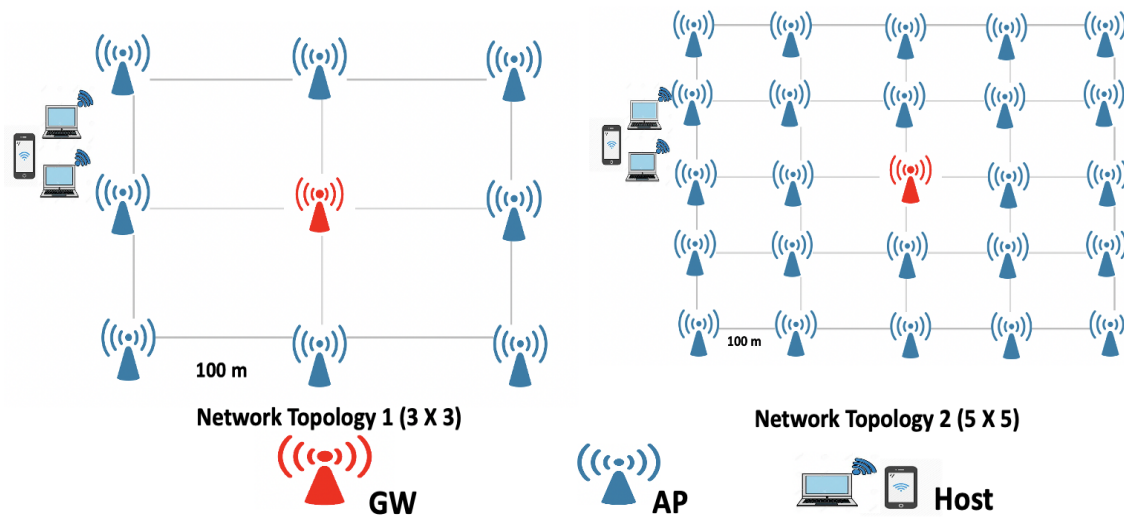 100 m
100 m
Network Topology 1 (3 X 3)
Network Topology 2 (5 X 5)
GW
AP
Host